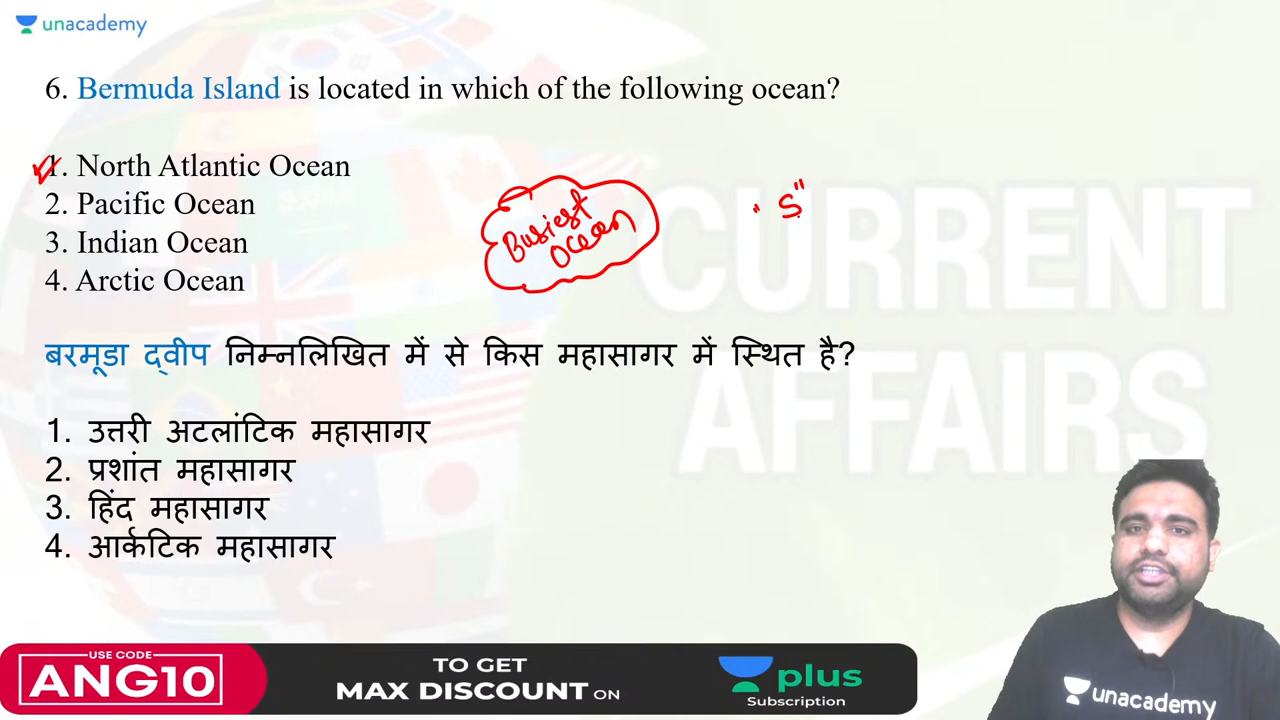 unacademy
6. Bermuda Island is located in which of the following ocean?
1. North Atlantic Ocean
2. Pacific Ocean
3. Indian Ocean
4. Arctic Ocean
Busiest
Ocean
"S"
CURRENT
AFFAIRS
बरमूडा द्वीप निम्नलिखित में से किस महासागर में स्थित है?
1. उत्तरी अटलांटिक महासागर
2. प्रशांत महासागर
3. हिंद महासागर
4. आर्कटिक महासागर
USE CODE
ANG10
TO GET
MAX DISCOUNT ON
plus
Subscription
unacademy